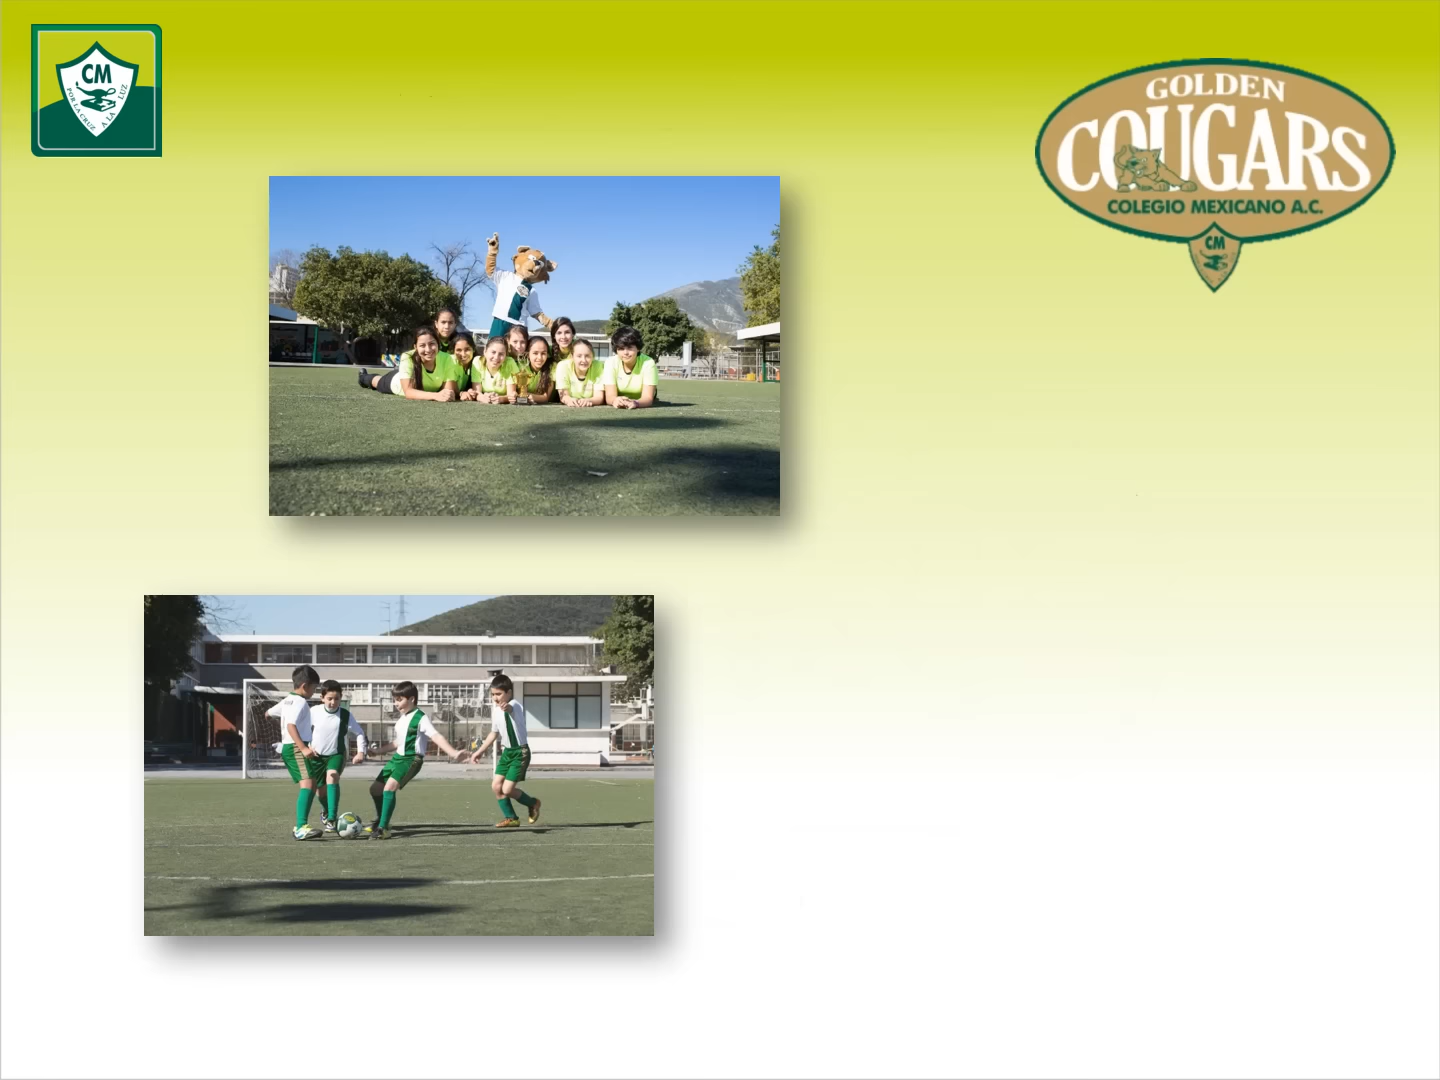 CM
POR LA CRUZ A LA LUZ
GOLDEN
COUGARS
COLEGIO MEXICANO A.C.
CM